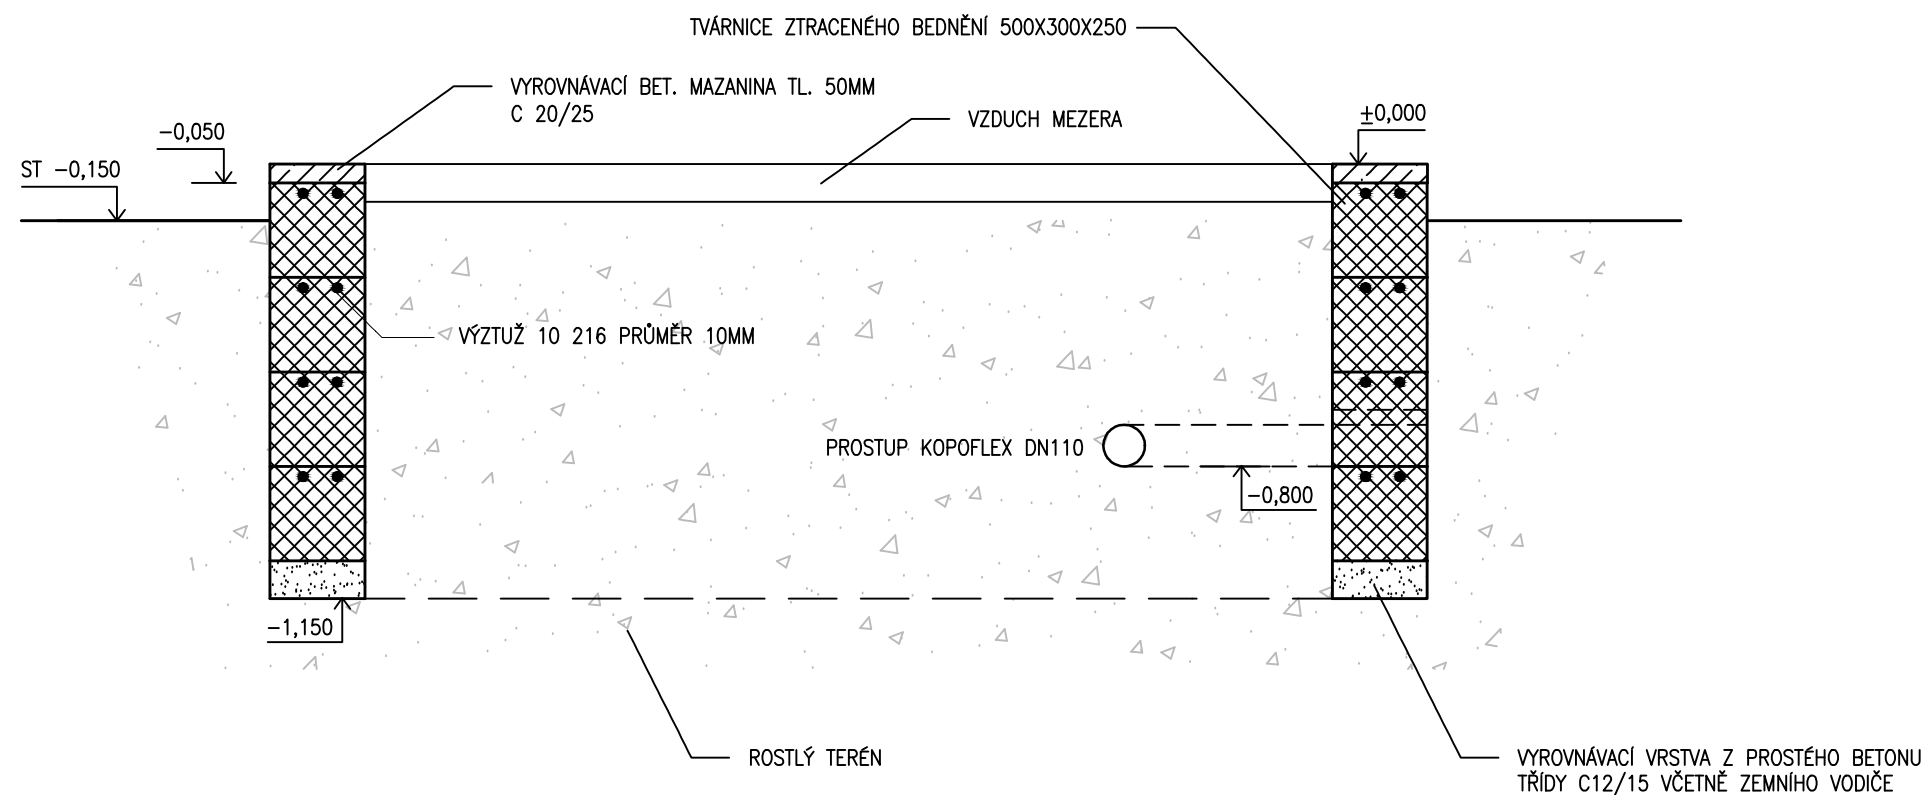 TVÁRNICE ZTRACENÉHO BEDNĚNÍ 500X300X250
VYROVNÁVACÍ BET. MAZANINA TL. 50MM
C 20/25
VZDUCH MEZERA
±0,000
-0,050
ST -0,150
VÝZTUŽ 10 216 PRŮMĚR 10MM
PROSTUP KOPOFLEX DN110
-0,800
-1,150
ROSTLÝ TERÉN
VYROVNÁVACÍ VRSTVA Z PROSTÉHO BETONU
TŘÍDY C12/15 VČETNĚ ZEMNÍHO VODIČE